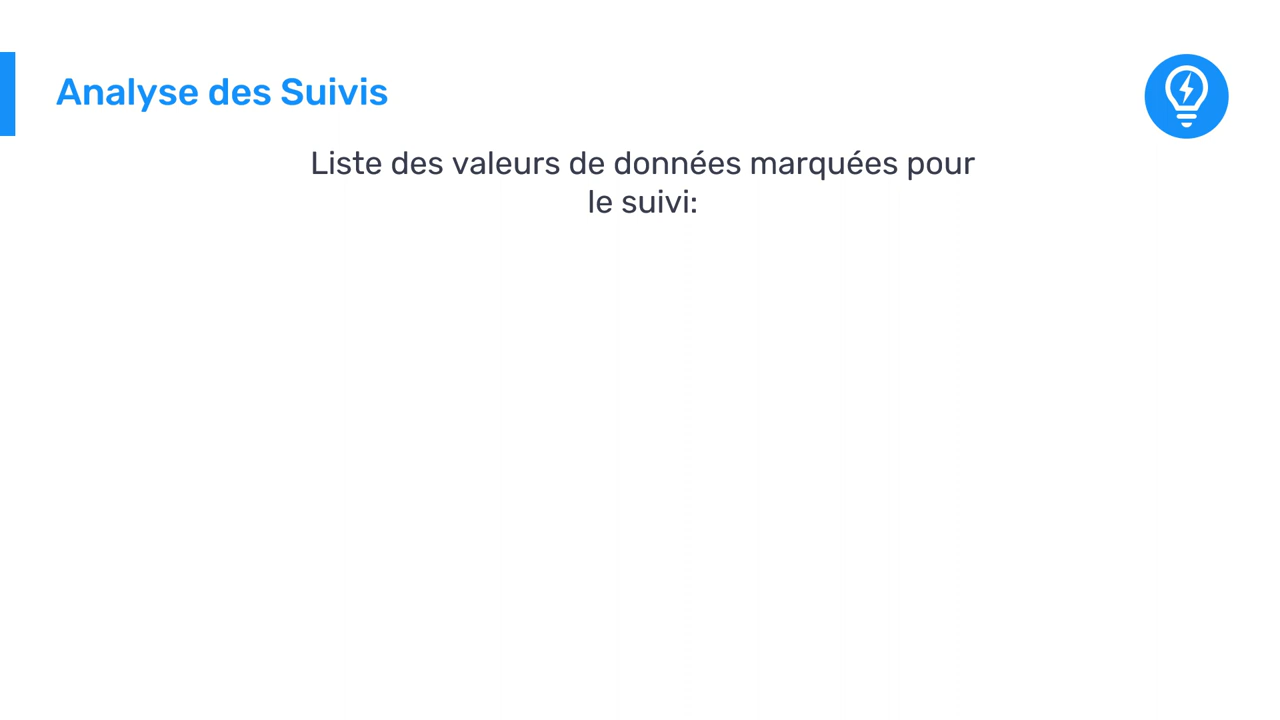 Analyse des Suivis
Liste des valeurs de données marquées pour
le suivi: